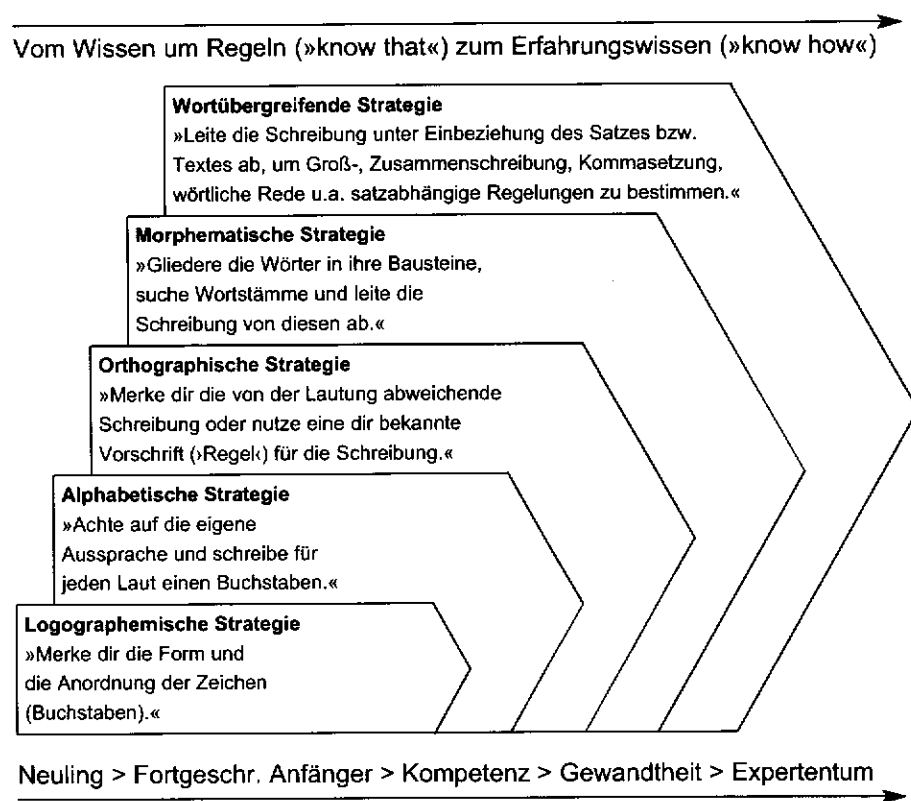 Vom Wissen um Regeln (»know that«) zum Erfahrungswissen (»know how«)
Wortübergreifende Strategie
»Leite die Schreibung unter Einbeziehung des Satzes bzw.
Textes ab, um Groß-, Zusammenschreibung, Kommasetzung,
wörtliche Rede u.a. satzabhängige Regelungen zu bestimmen.«
Morphematische Strategie
»Gliedere die Wörter in ihre Bausteine,
suche Wortstämme und leite die
Schreibung von diesen ab.«
Orthographische Strategie
»Merke dir die von der Lautung abweichende
Schreibung oder nutze eine dir bekannte
Vorschrift (›Regel‹) für die Schreibung.«
Alphabetische Strategie
»Achte auf die eigene
Aussprache und schreibe für
jeden Laut einen Buchstaben.«
Logographemische Strategie
»Merke dir die Form und
die Anordnung der Zeichen
(Buchstaben).«
Neuling > Fortgeschr. Anfänger > Kompetenz > Gewandtheit > Expertentum